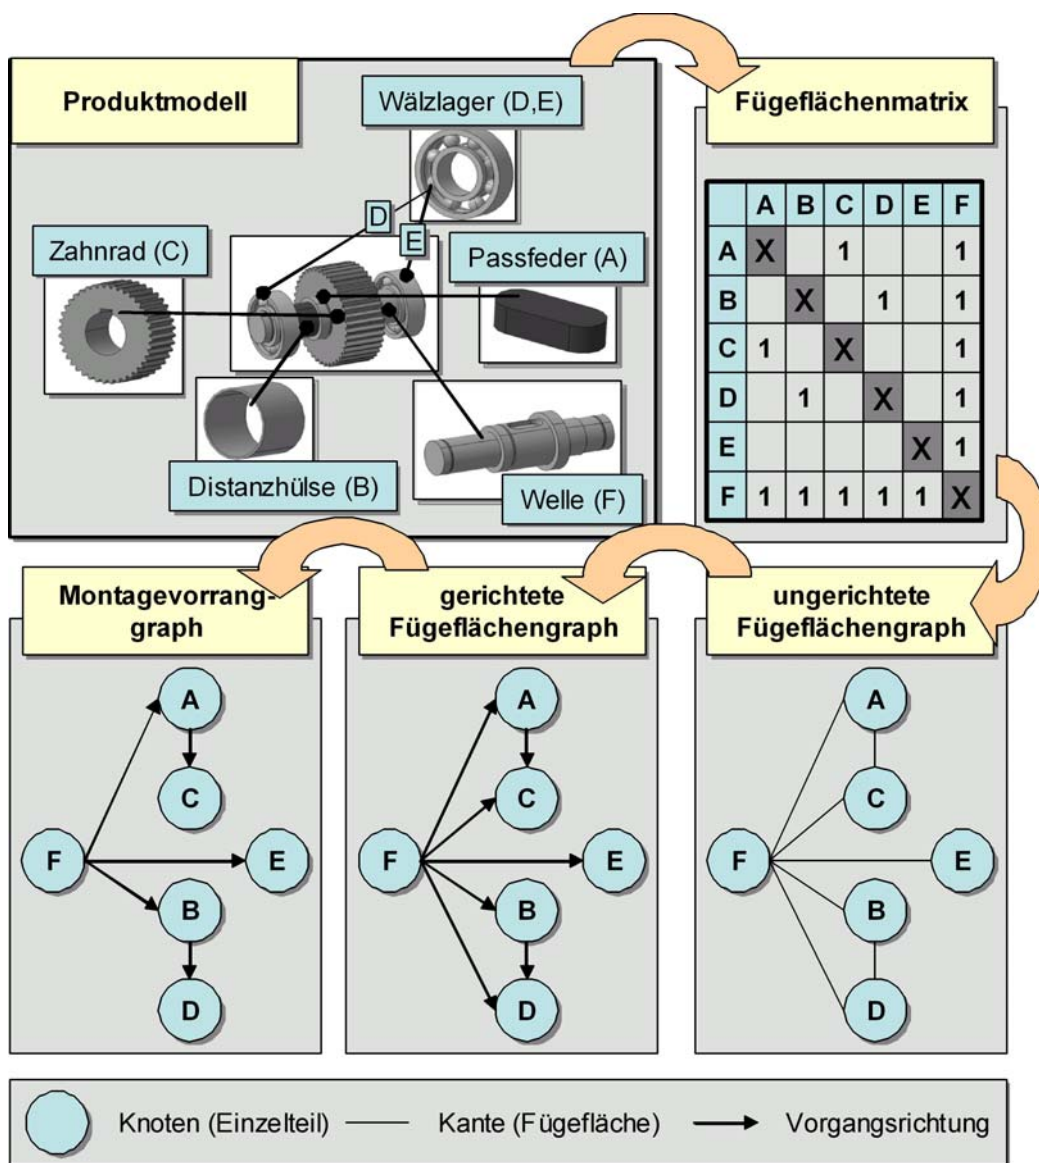 Produktmodell
Wälzlager (D,E)
D
E
Zahnrad (C)
Passfeder (A)
Distanzhülse (B)
Welle (F)
Fügeflächenmatrix
A B C D E F
A X 1 1
B X 1 1
C 1 X 1
D 1 X 1
E X 1
F 1 1 1 1 1 X
Montagevorrang-
graph
A
C
F
E
B
D
gerichtete
Fügeflächengraph
A
C
F
E
B
D
ungerichtete
Fügeflächengraph
A
C
F
E
B
D
Knoten (Einzelteil) Kante (Fügefläche) Vorgangsrichtung